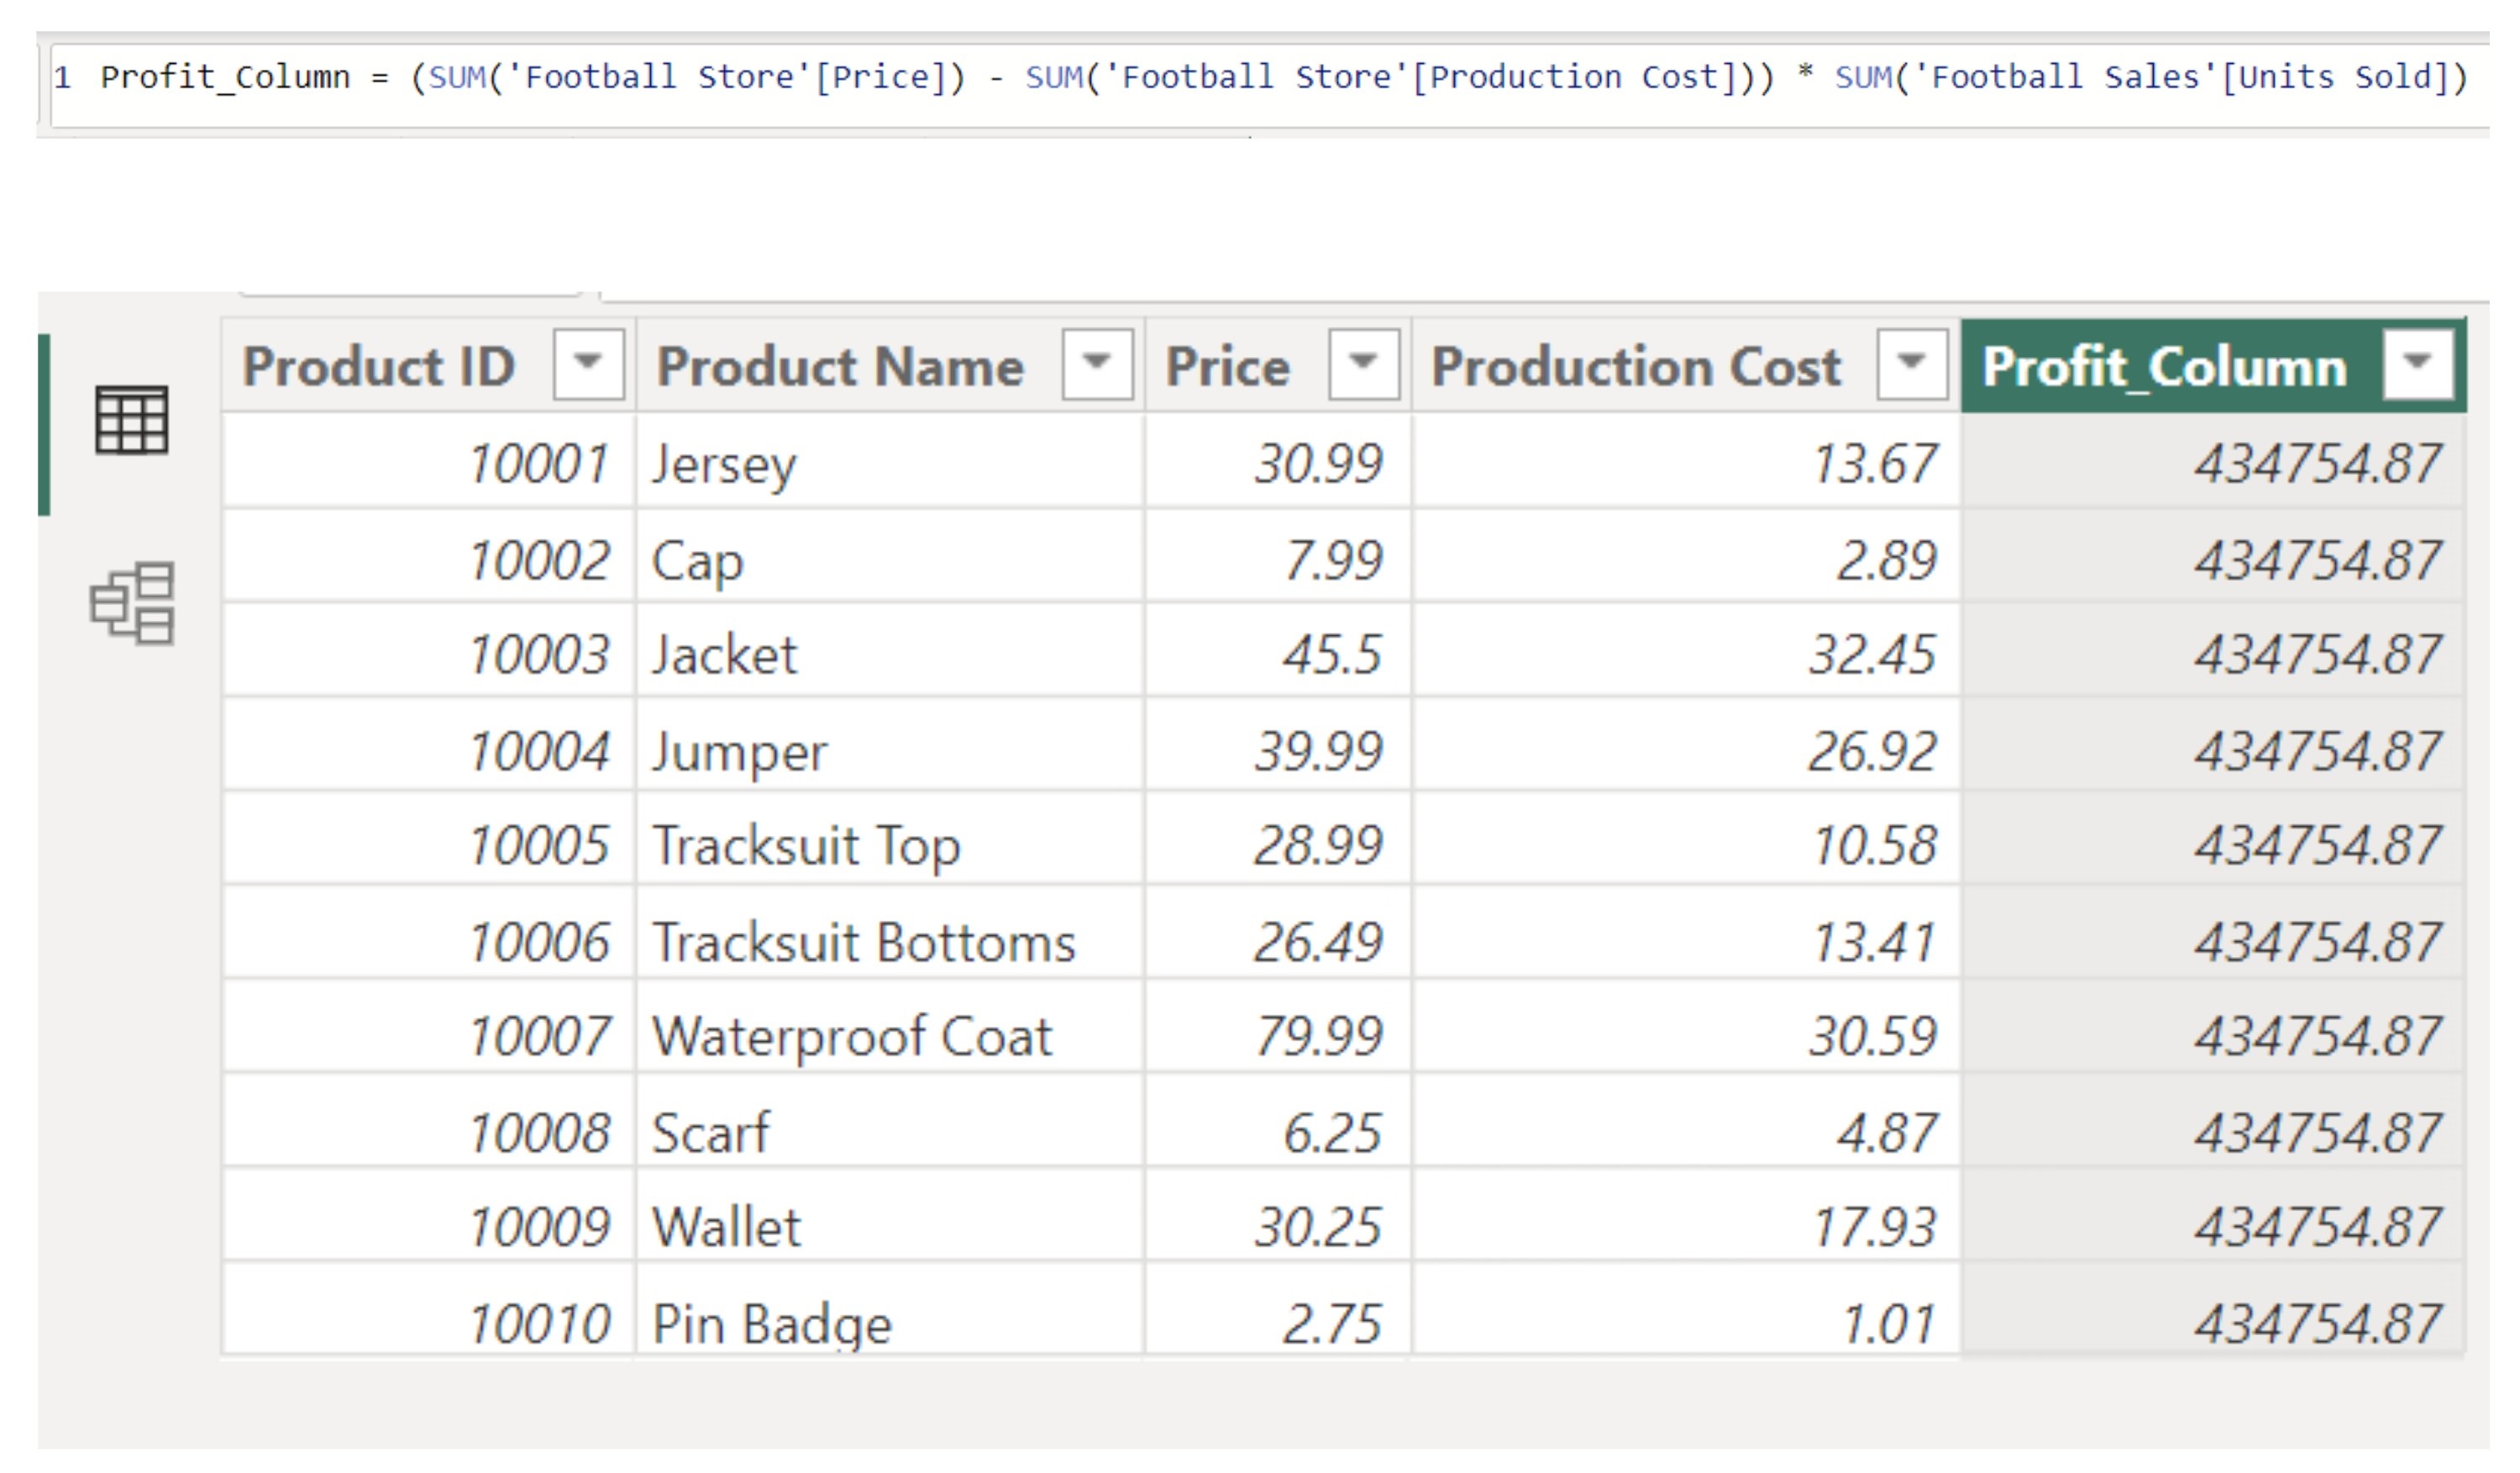 1 Profit_Column = (SUM('Football Store'[Price]) - SUM('Football Store'[Production Cost])) * SUM('Football Sales'[Units Sold])
Product ID Product Name Price Production Cost Profit_Column
10001 Jersey 30.99 13.67 434754.87
10002 Cap 7.99 2.89 434754.87
10003 Jacket 45.5 32.45 434754.87
10004 Jumper 39.99 26.92 434754.87
10005 Tracksuit Top 28.99 10.58 434754.87
10006 Tracksuit Bottoms 26.49 13.41 434754.87
10007 Waterproof Coat 79.99 30.59 434754.87
10008 Scarf 6.25 4.87 434754.87
10009 Wallet 30.25 17.93 434754.87
10010 Pin Badge 2.75 1.01 434754.87